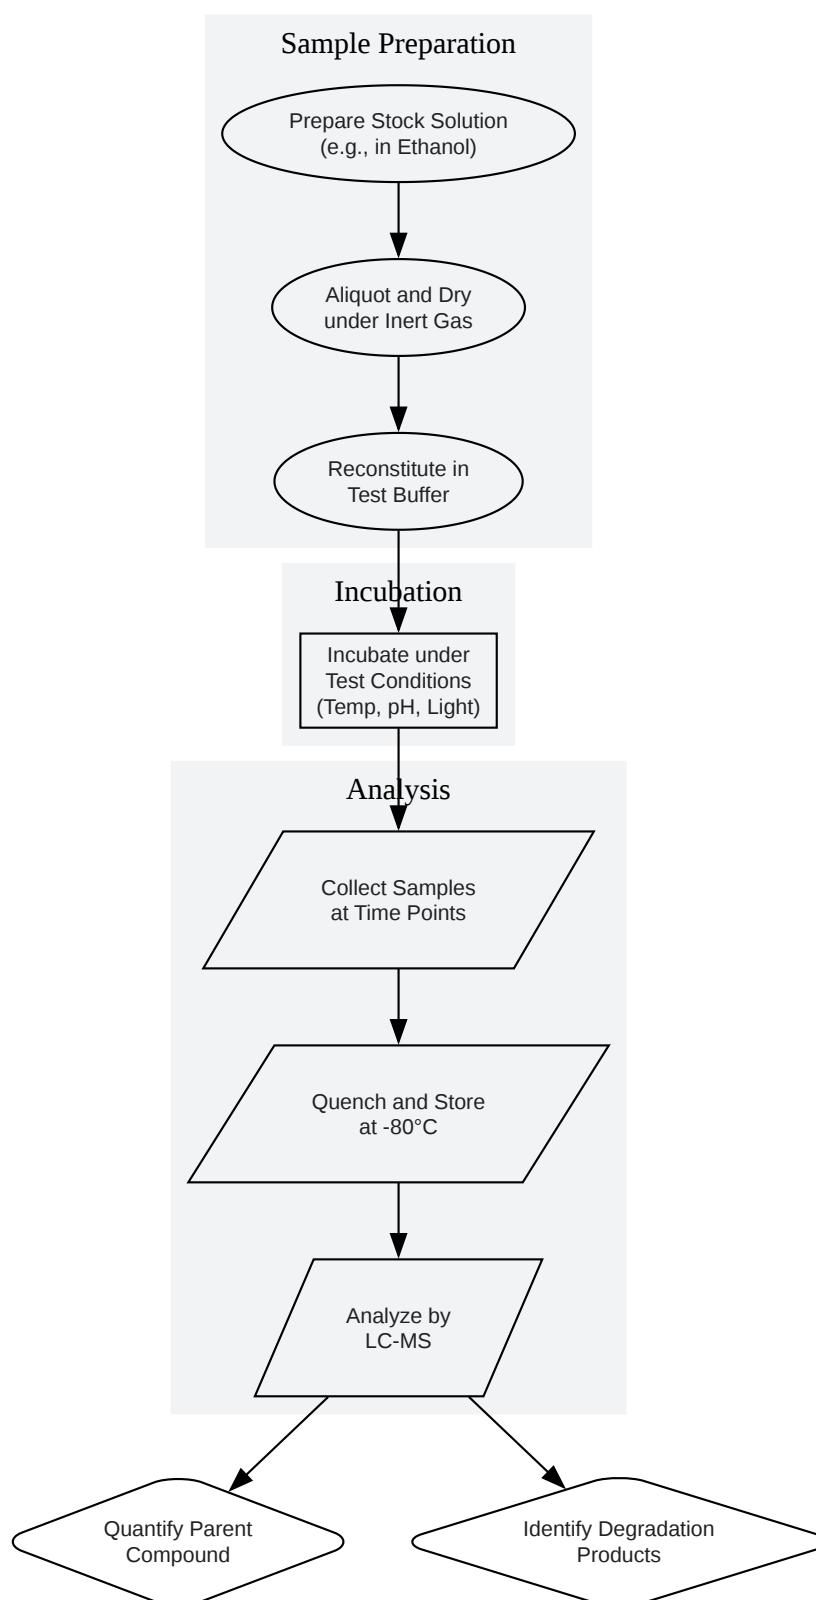 Sample Preparation
Prepare Stock Solution
(e.g., in Ethanol)
Aliquot and Dry
under Inert Gas
Reconstitute in
Test Buffer
Incubation
Incubate under
Test Conditions
(Temp, pH, Light)
Analysis
Collect Samples
at Time Points
Quench and Store
at -80°C
Analyze by
LC-MS
Quantify Parent
Compound
Identify Degradation
Products